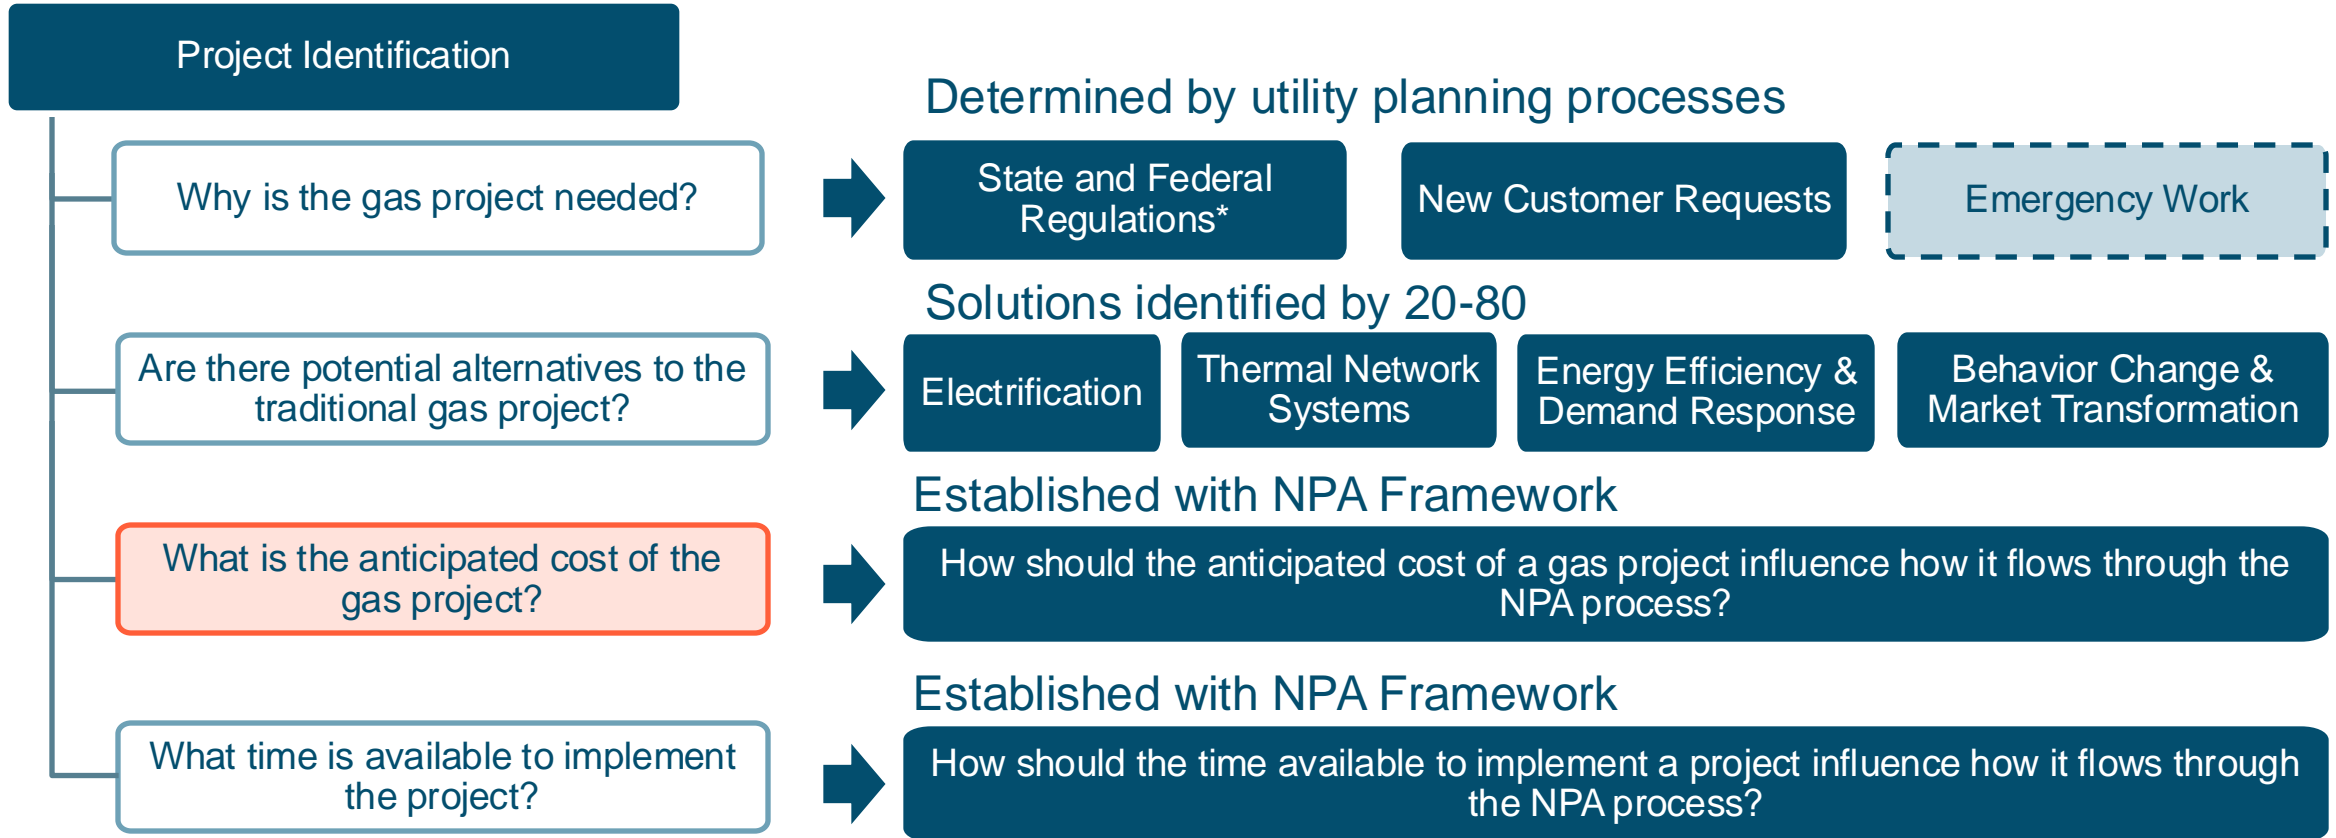 Project Identification
Determined by utility planning processes
Why is the gas project needed?
State and Federal
Regulations*
New Customer Requests
Emergency Work
Solutions identified by 20-80
Are there potential alternatives to the
traditional gas project?
Electrification
Thermal Network
Systems
Energy Efficiency &
Demand Response
Behavior Change &
Market Transformation
Established with NPA Framework
What is the anticipated cost of the
gas project?
How should the anticipated cost of a gas project influence how it flows through the
NPA process?
Established with NPA Framework
What time is available to implement
the project?
How should the time available to implement a project influence how it flows through
the NPA process?